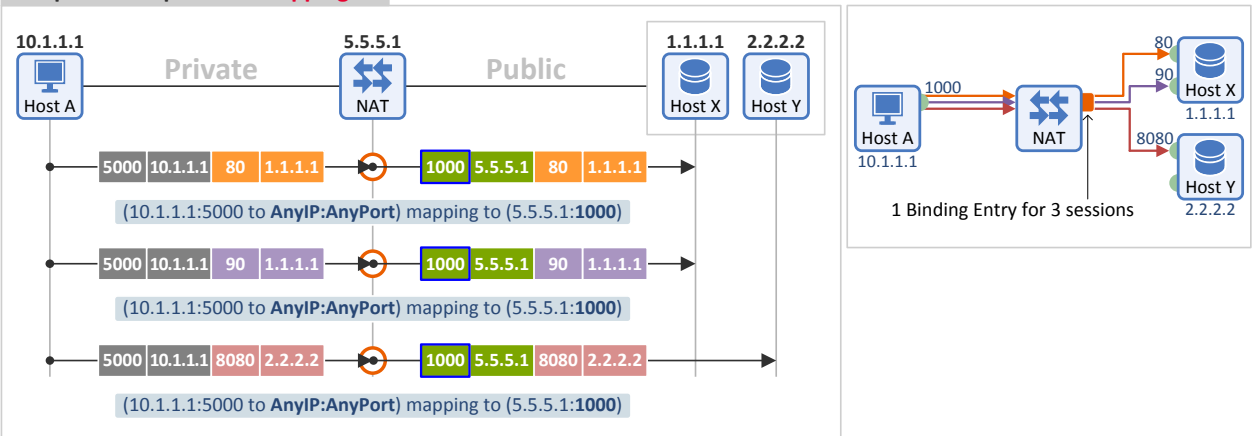 10.1.1.1
5.5.5.1
1.1.1.1 2.2.2.2
Private
Public
Host A
NAT
Host X
Host Y
5000 10.1.1.1 80 1.1.1.1
1000 5.5.5.1 80 1.1.1.1
(10.1.1.1:5000 to AnyIP:AnyPort) mapping to (5.5.5.1:1000)
5000 10.1.1.1 90 1.1.1.1
1000 5.5.5.1 90 1.1.1.1
(10.1.1.1:5000 to AnyIP:AnyPort) mapping to (5.5.5.1:1000)
5000 10.1.1.1 8080 2.2.2.2
1000 5.5.5.1 8080 2.2.2.2
(10.1.1.1:5000 to AnyIP:AnyPort) mapping to (5.5.5.1:1000)
80
90
Host X
1.1.1.1
1000
Host A
10.1.1.1
NAT
8080
Host Y
2.2.2.2
1 Binding Entry for 3 sessions